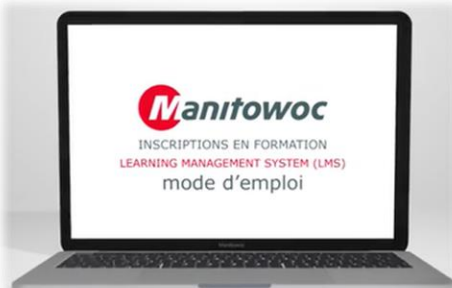 Manitowoc
INSCRIPTIONS EN FORMATION
LEARNING MANAGEMENT SYSTEM (LMS)
mode d'emploi